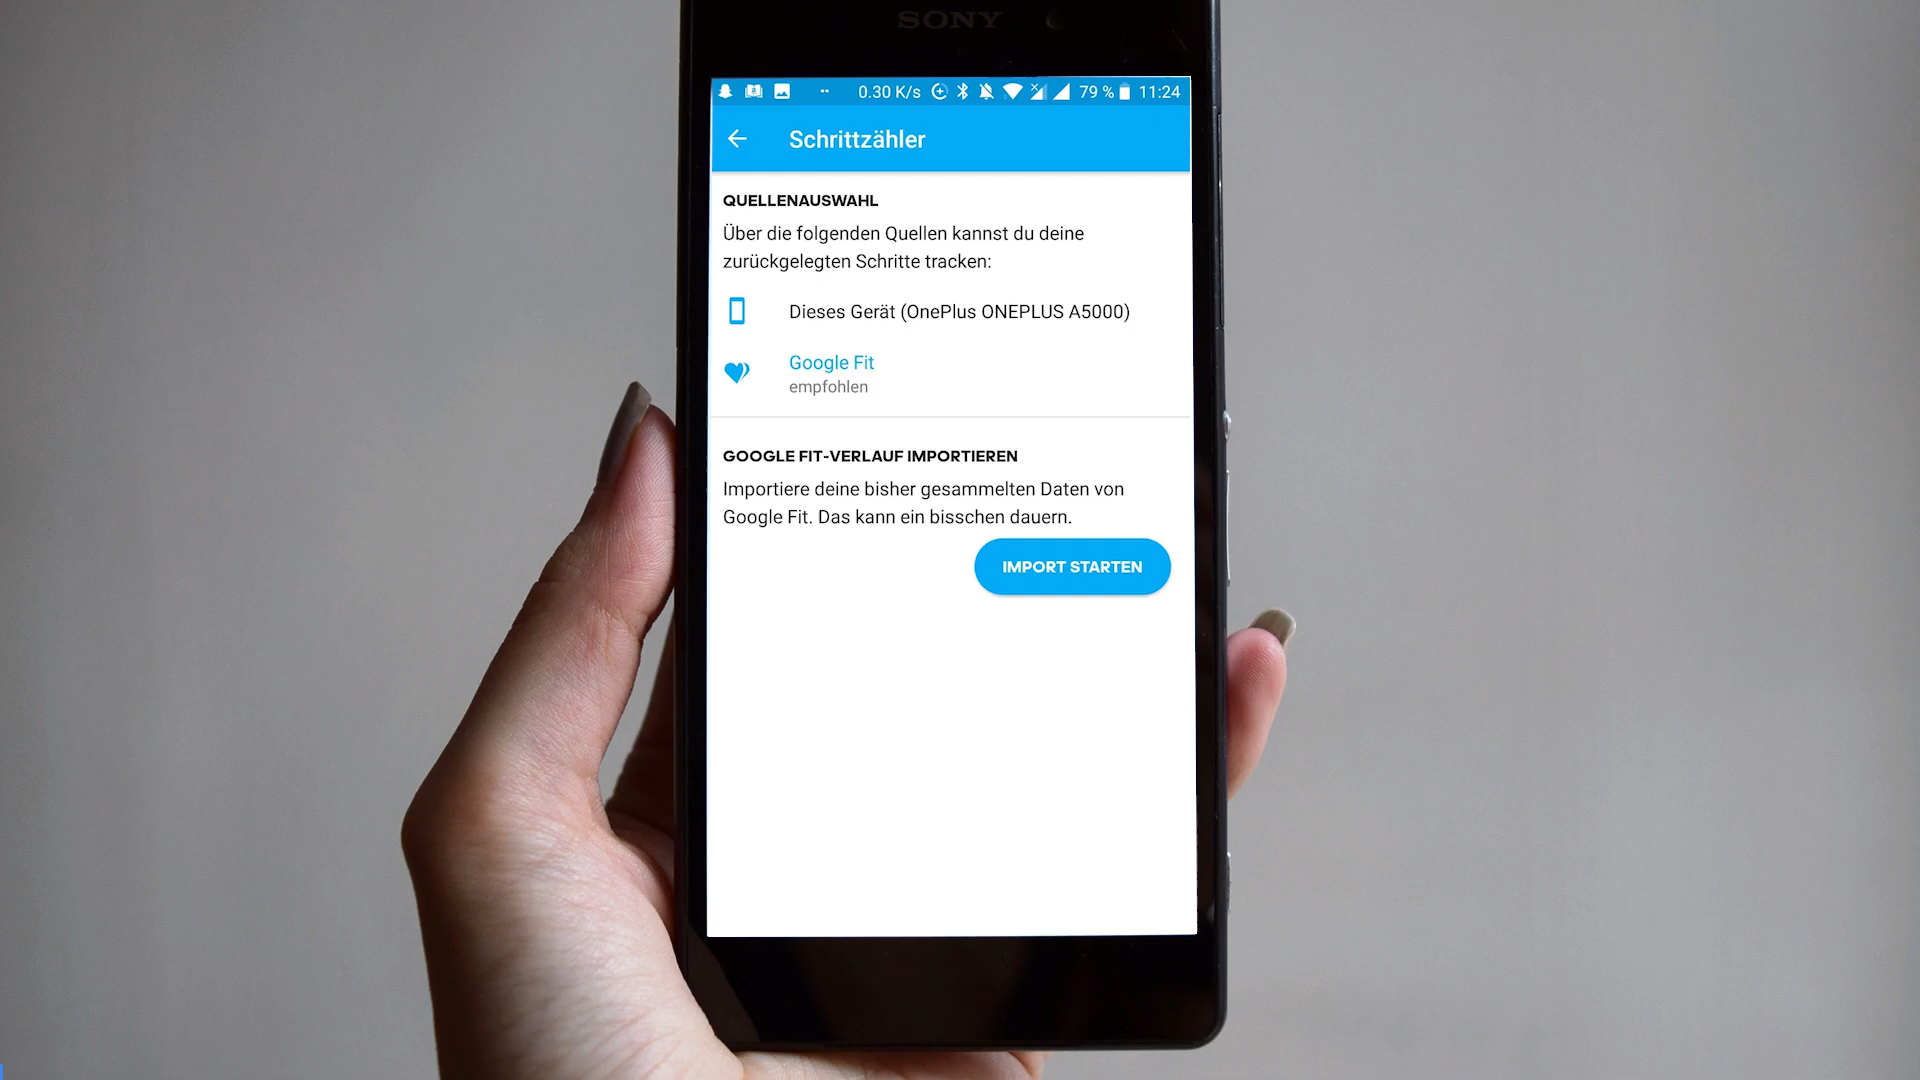 SONY
0.30 K/s 79 % 11:24
Schrittzähler
QUELLENAUSWAHL
Über die folgenden Quellen kannst du deine
zurückgelegten Schritte tracken:
Dieses Gerät (OnePlus ONEPLUS A5000)
Google Fit
empfohlen
GOOGLE FIT-VERLAUF IMPORTIEREN
Importiere deine bisher gesammelten Daten von
Google Fit. Das kann ein bisschen dauern.
IMPORT STARTEN